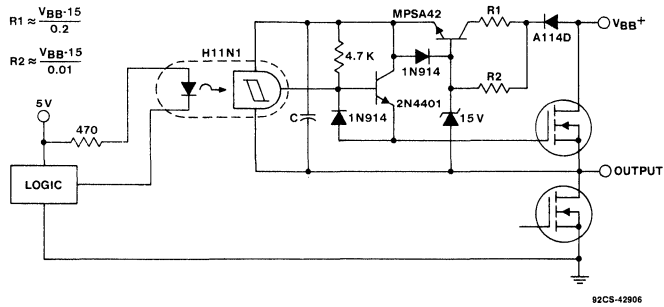 R1 ≈ VBB-15
0.2
R2 ≈ VBB-15
0.01
5V
470
LOGIC
H11N1
4.7 K
C
1N914
MPSA42
1N914
2N4401
15 V
R1
R2
A114D
VBB+
OUTPUT
92CS-42906